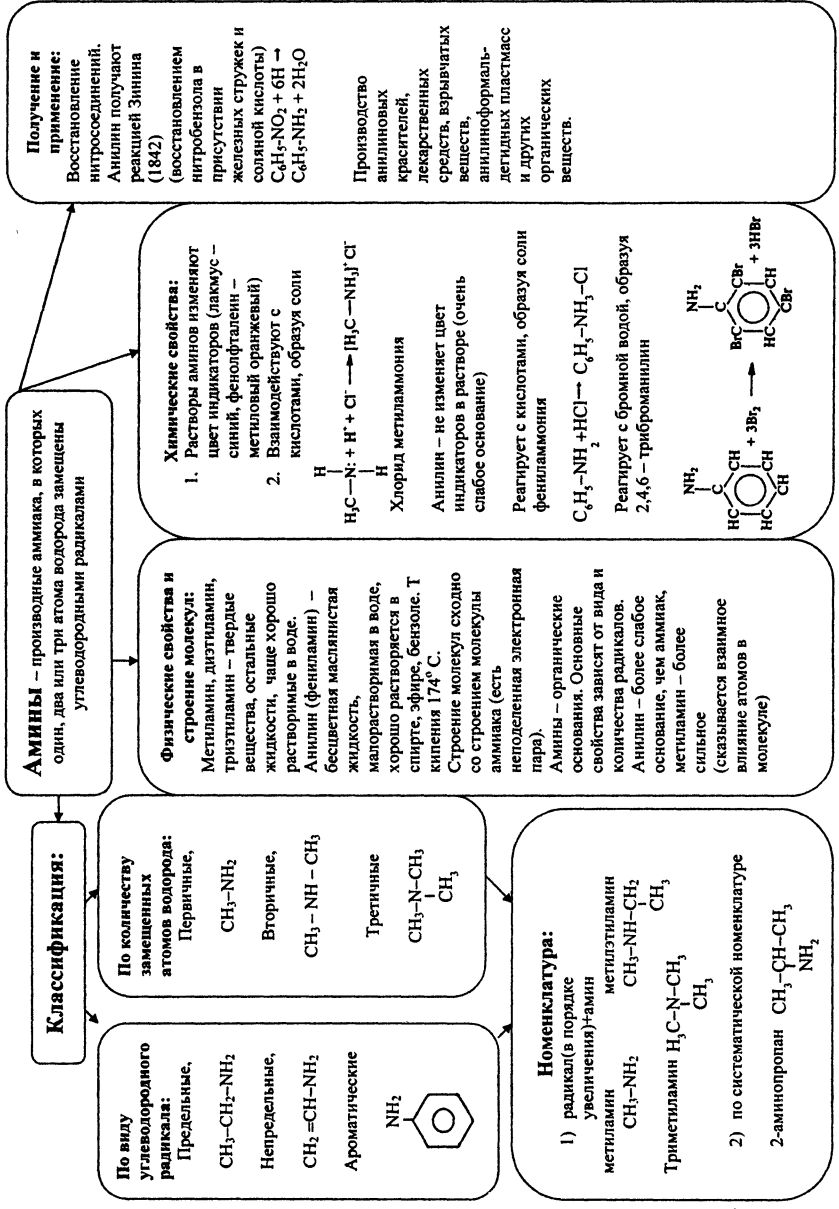 Амины – производные аммиака, в которых
один, два или три атома водорода замещены
углеводородными радикалами
Классификация:
По виду
углеводородного
радикала:
Предельные,
CH₃–CH₂–NH₂
Непредельные,
CH₂ =CH–NH₂
Ароматические
NH₂
По количеству
замещенных
атомов водорода:
Первичные,
CH₃–NH₂
Вторичные,
CH₃ – NH – CH₃
Третичные
CH₃–N–CH₃
CH₃
Номенклатура:
1) радикал(в порядке
увеличения)+амин
метиламин метилэтиламин
CH₃–NH₂ CH₃–NH–CH₂
CH₃
Триметиламин H₃C–N–CH₃
CH₃
2) по систематической номенклатуре
2-аминопропан CH₃–CH–CH₃
NH₂
Физические свойства и
строение молекул:
Метиламин, диэтиламин,
триэтиламин – твердые
вещества, остальные
жидкости, чаще хорошо
растворимые в воде.
Анилин (фениламин) –
бесцветная маслянистая
жидкость,
малорастворимая в воде,
хорошо растворяется в
спирте, эфире, бензоле. Т
кипения 174⁰ С.
Строение молекул сходно
со строением молекулы
аммиака (есть
неподеленная электронная
пара).
Амины – органические
основания. Основные
свойства зависят от вида и
количества радикалов.
Анилин – более слабое
основание, чем аммиак,
метиламин – более
сильное
(сказывается взаимное
влияние атомов в
молекуле)
Химические свойства:
1. Растворы аминов изменяют
цвет индикаторов (лакмус –
синий, фенолфталеин –
метиловый оранжевый)
2. Взаимодействуют с
кислотами, образуя соли
H
H₃C –N: + H⁺ + Cl⁻ → [H₃C –NH₃]⁺ Cl⁻
H
Хлорид метиламмония
Анилин – не изменяет цвет
индикаторов в растворе (очень
слабое основание)
Реагирует с кислотами, образуя соли
фениламмония
C₆H₅–NH₂ +HCl→ C₆H₅–NH₃–Cl
Реагирует с бромной водой, образуя
2,4,6 – триброманилин
NH₂ NH₂
C C
HC CH + 3Br₂ → BrC CBr + 3HBr
HC CH HC CH
CH CBr
Получение и
применение:
Восстановление
нитросоединений.
Анилин получают
реакцией Зинина
(1842)
(восстановлением
нитробензола в
присутствии
железных стружек и
соляной кислоты)
C₆H₅-NO₂ + 6H →
C₆H₅-NH₂ + 2H₂O
Производство
анилиновых
красителей,
лекарственных
средств, взрывчатых
веществ,
анилиноформаль-
дегидных пластмасс
и других
органических
веществ.